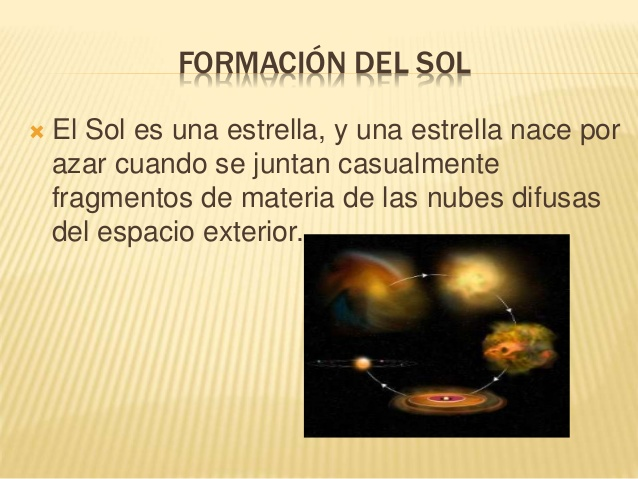 FORMACIÓN DEL SOL
El Sol es una estrella, y una estrella nace por
azar cuando se juntan casualmente
fragmentos de materia de las nubes difusas
del espacio exterior.